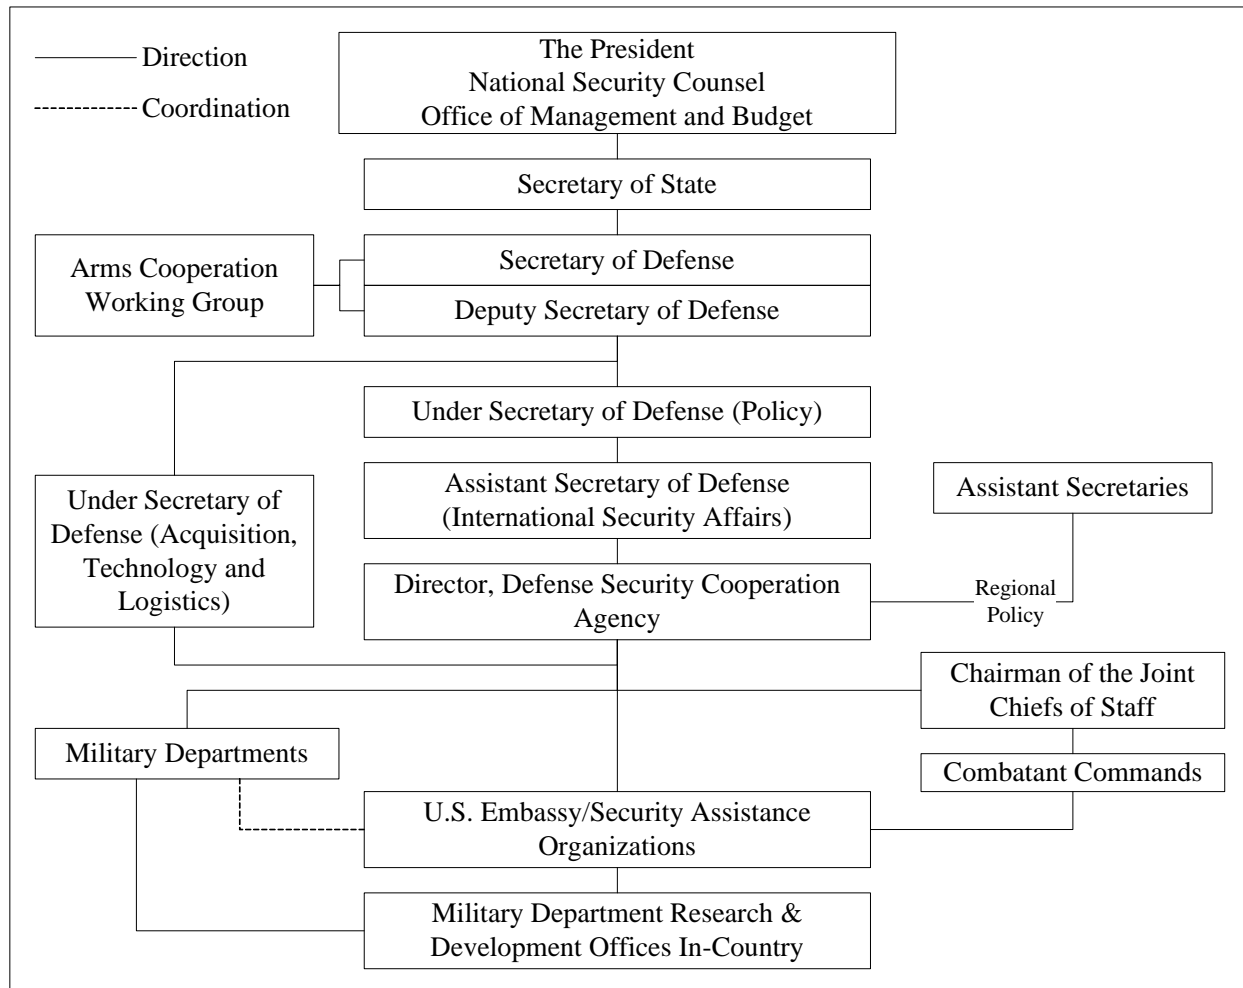 Direction
Coordination
The President
National Security Counsel
Office of Management and Budget
Secretary of State
Arms Cooperation
Working Group
Secretary of Defense
Deputy Secretary of Defense
Under Secretary of Defense (Policy)
Under Secretary of
Defense (Acquisition,
Technology and
Logistics)
Assistant Secretary of Defense
(International Security Affairs)
Assistant Secretaries
Director, Defense Security Cooperation
Agency
Regional
Policy
Chairman of the Joint
Chiefs of Staff
Military Departments
Combatant Commands
U.S. Embassy/Security Assistance
Organizations
Military Department Research &
Development Offices In-Country